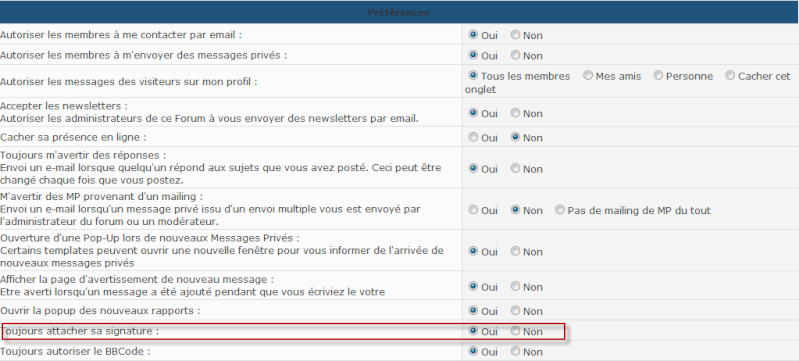 Préférences
Autoriser les membres à me contacter par email : Oui Non
Autoriser les membres à m'envoyer des messages privés : Oui Non
Autoriser les messages des visiteurs sur mon profil : Tous les membres Mes amis Personne Cacher cet
onglet
Accepter les newsletters :
Autoriser les administrateurs de ce Forum à vous envoyer des newsletters par email. Oui Non
Cacher sa présence en ligne : Oui Non
Toujours m'avertir des réponses :
Envoi un e-mail lorsque quelqu'un répond aux sujets que vous avez posté. Ceci peut être Oui Non
changé chaque fois que vous postez.
M'avertir des MP provenant d'un mailing :
Envoi un e-mail lorsqu'un message privé issu d'un envoi multiple vous est envoyé par Oui Non Pas de mailing de MP du tout
l'administrateur du forum ou un modérateur.
Ouverture d'une Pop-Up lors de nouveaux Messages Privés :
Certains templates peuvent ouvrir une nouvelle fenêtre pour vous informer de l'arrivée de Oui Non
nouveaux messages privés
Afficher la page d'avertissement de nouveau message :
Etre averti lorsqu'un message a été ajouté pendant que vous écriviez le votre Oui Non
Ouvrir la popup des nouveaux rapports : Oui Non
Toujours attacher sa signature : Oui Non
Toujours autoriser le BBCode : Oui Non